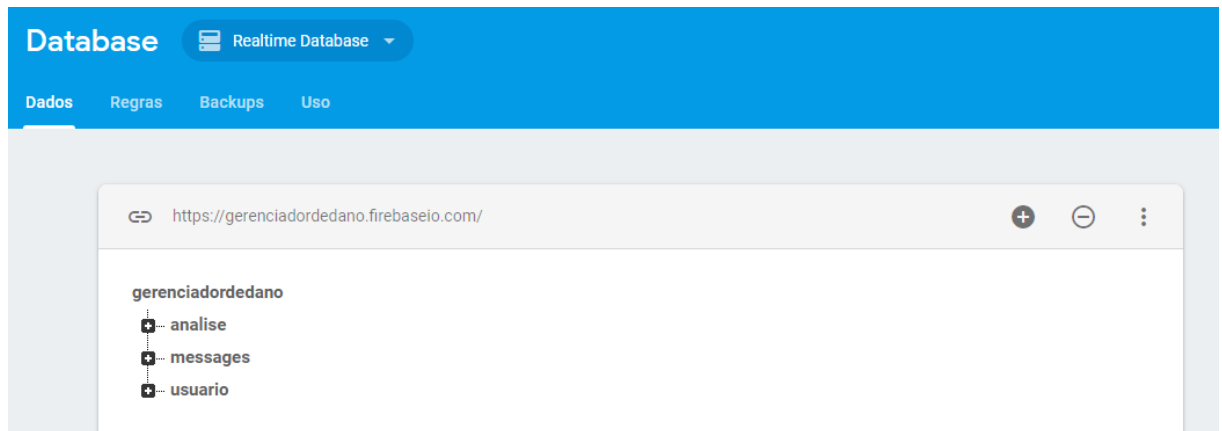 Database Realtime Database
Dados Regras Backups Uso
https://gerenciadordedano.firebaseio.com/
gerenciadordedano
analise
messages
usuario